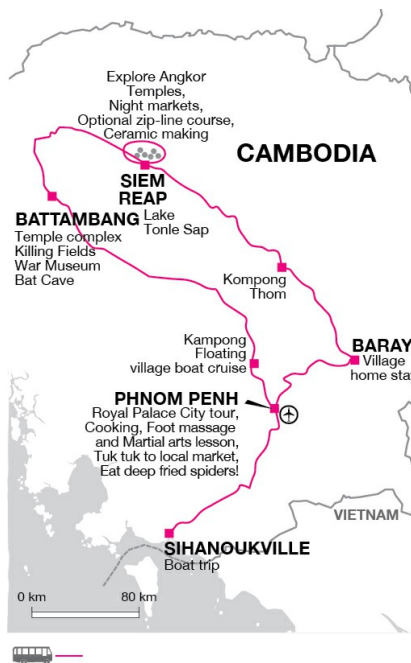 Explore Angkor
Temples,
Night markets,
Optional zip-line course,
Ceramic making
CAMBODIA
SIEM
REAP
Lake
Tonle Sap
BATTAMBANG
Temple complex
Killing Fields
War Museum
Bat Cave
Kompong
Thom
Kampong
Floating
village boat cruise
BARAY
Village
home stay
PHNOM PENH
Royal Palace City tour,
Cooking, Foot massage
and Martial arts lesson,
Tuk tuk to local market,
Eat deep fried spiders!
VIETNAM
SIHANOUKVILLE
Boat trip
0 km 80 km